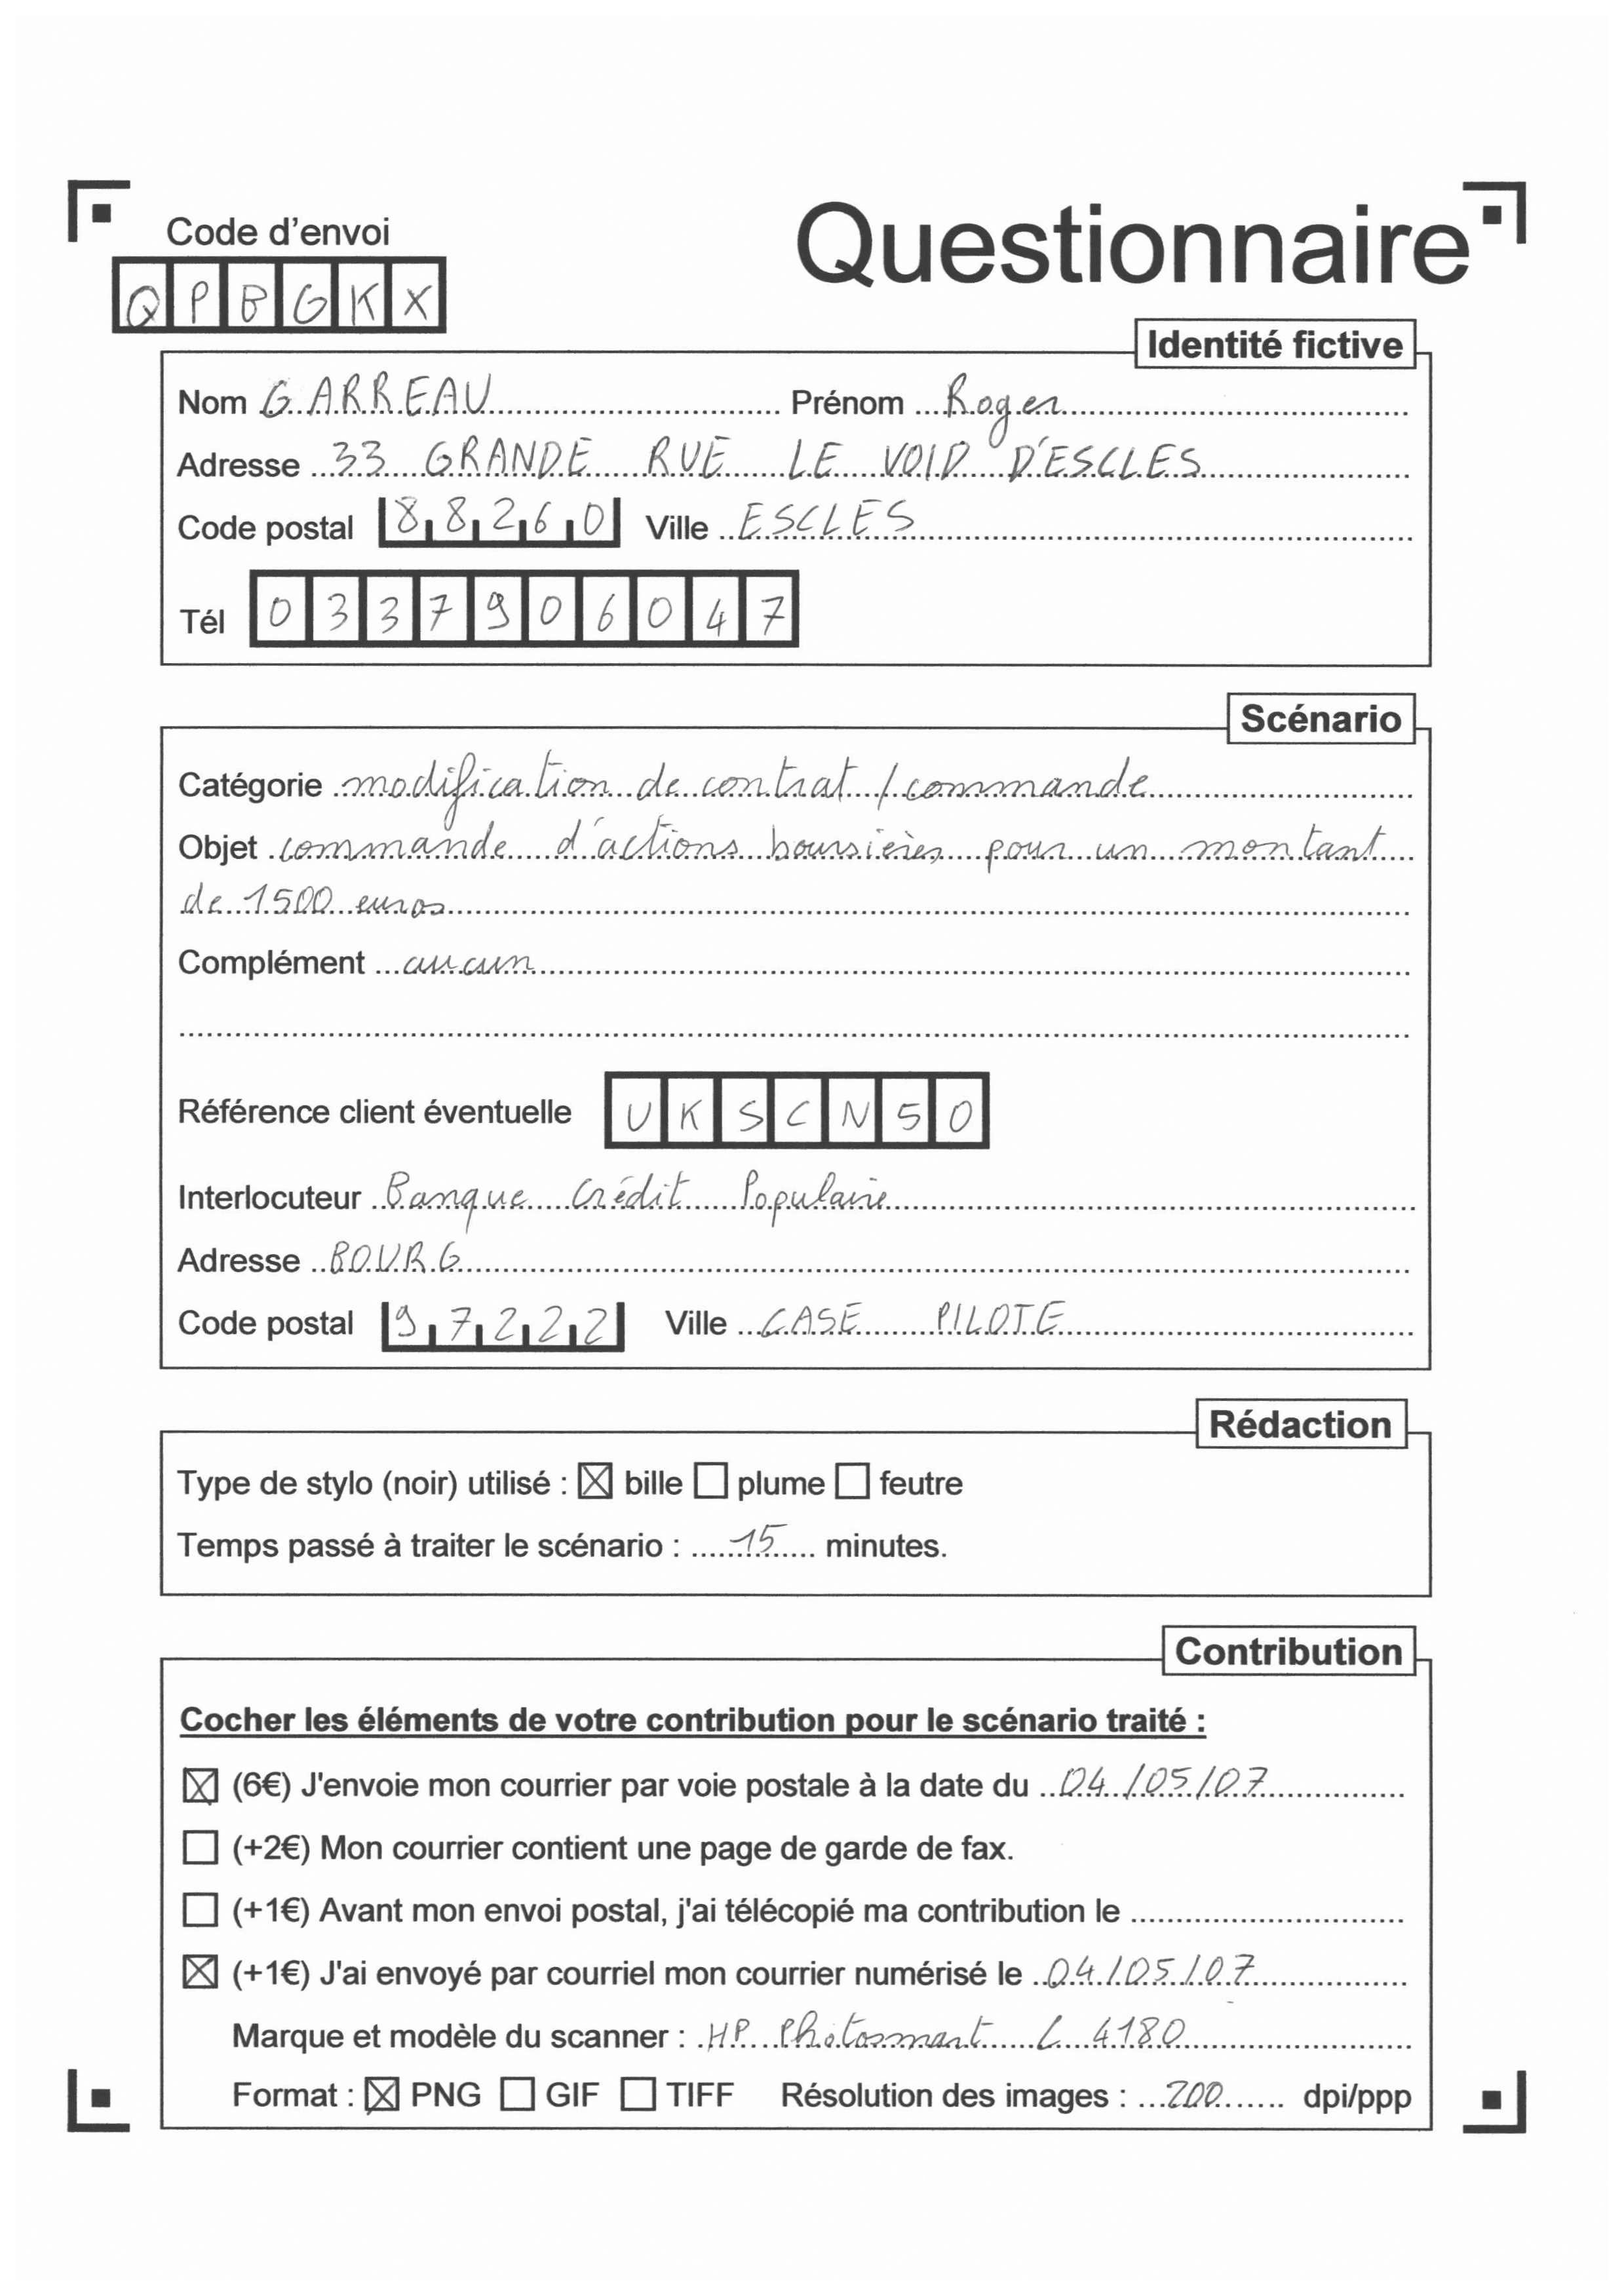 Code d'envoi
Questionnaire
QPBGKX
Identité fictive
Nom GARREAU Prénom Roger
Adresse 33 GRANDE RUE LE VOID D'ESCLES
Code postal 88260 Ville ESCLES
Tél 0337906047
Scénario
Catégorie modification de contrat / commande
Objet commande d'actions boursières pour un montant
de 1500 euros
Complément aucun
Référence client éventuelle UKSCN50
Interlocuteur Banque Crédit Populaire
Adresse BOURG
Code postal 97222 Ville CASE PILOTE
Rédaction
Type de stylo (noir) utilisé : ☒ bille ☐ plume ☐ feutre
Temps passé à traiter le scénario : 15 minutes.
Contribution
Cocher les éléments de votre contribution pour le scénario traité :
☒ (6€) J'envoie mon courrier par voie postale à la date du 04/05/07
☐ (+2€) Mon courrier contient une page de garde de fax.
☐ (+1€) Avant mon envoi postal, j'ai télécopié ma contribution le
☒ (+1€) J'ai envoyé par courriel mon courrier numérisé le 04/05/07
Marque et modèle du scanner : HP Photosmart C 4180
Format : ☒ PNG ☐ GIF ☐ TIFF Résolution des images : 200 dpi/ppp